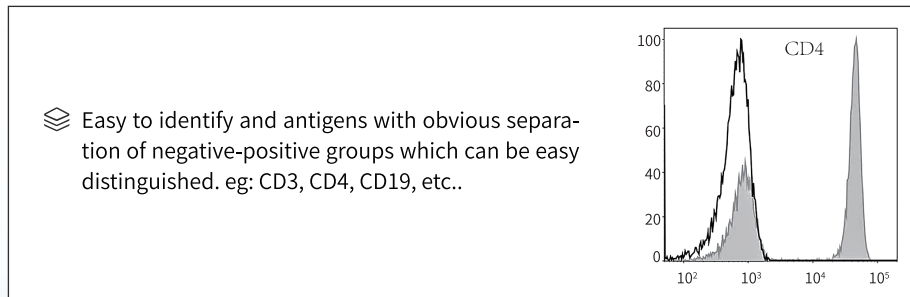 Easy to identify and antigens with obvious separa-
tion of negative-positive groups which can be easy
distinguished. eg: CD3, CD4, CD19, etc..
CD4
100
80
60
40
20
0
10² 10³ 10⁴ 10⁵